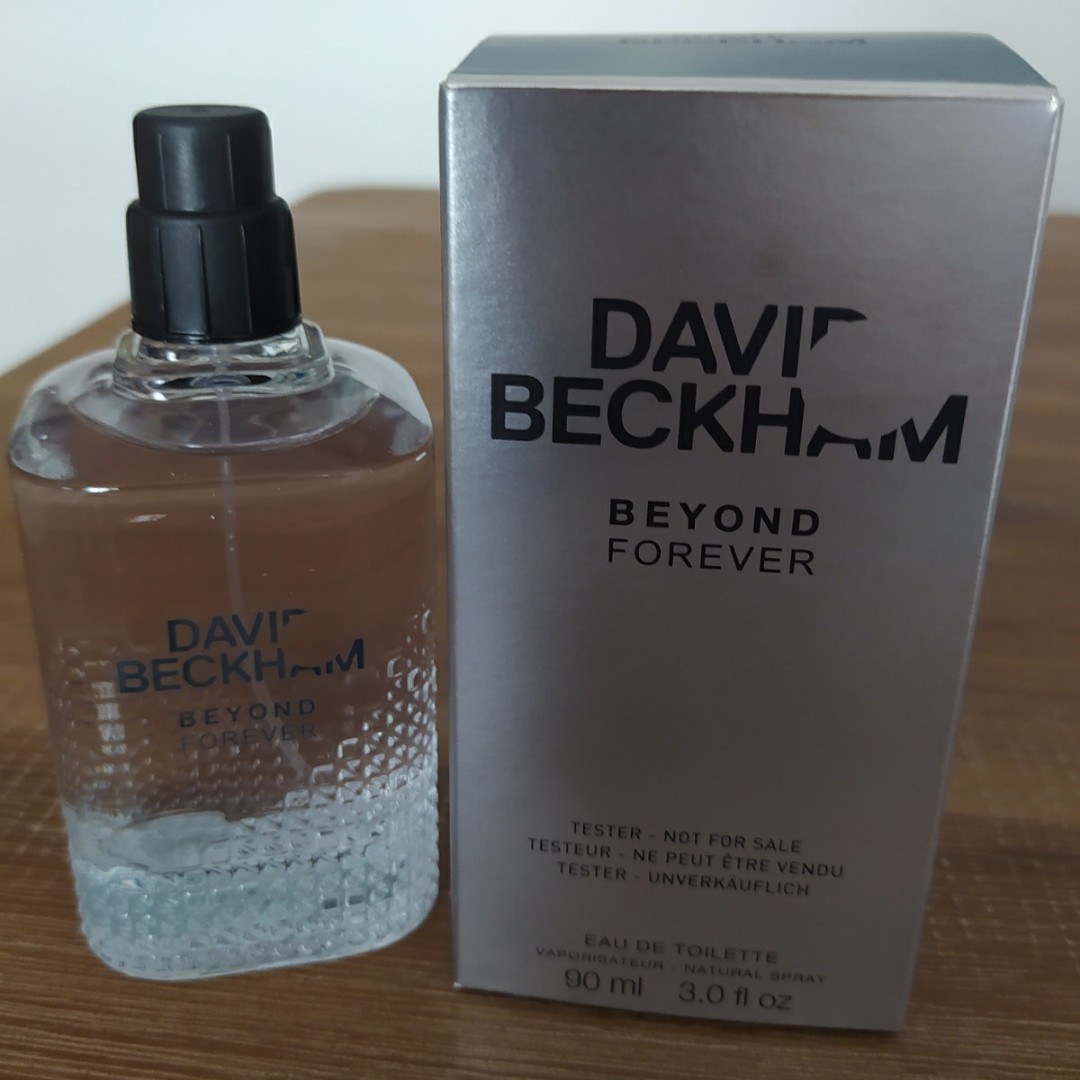 DAVID
BECKHAM
BEYOND
FOREVER
DAVID
BECKHAM
BEYOND
FOREVER
TESTER - NOT FOR SALE
TESTEUR - NE PEUT ÊTRE VENDU
TESTER - UNVERKÄUFLICH
EAU DE TOILETTE
VAPORISATEUR - NATURAL SPRAY
90 ml 3.0 fl oz